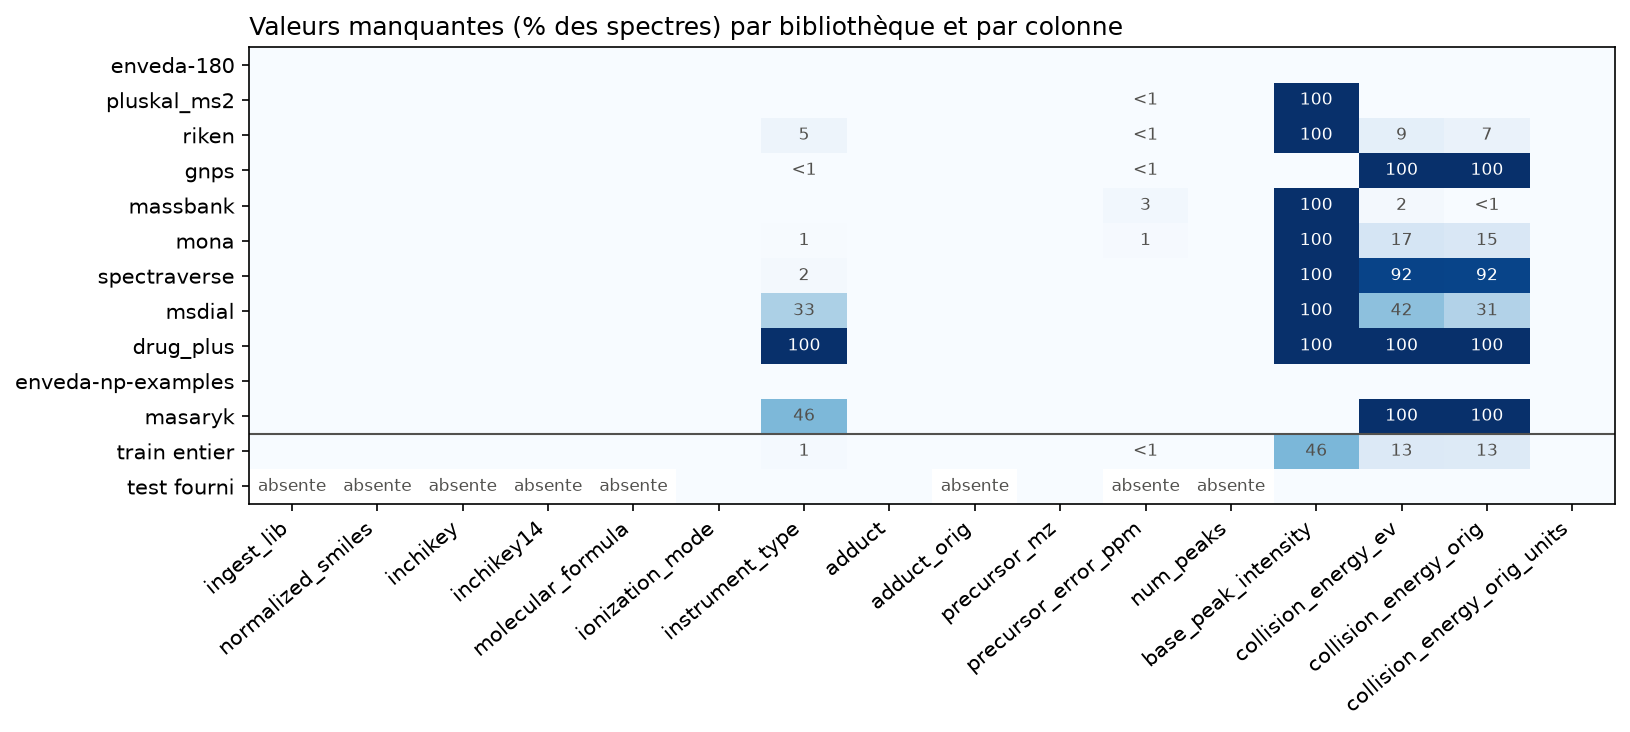 Valeurs manquantes (% des spectres) par bibliothèque et par colonne
enveda-180
pluskal_ms2 <1 100
riken 5 <1 100 9 7
gnps <1 <1 100 100
massbank 3 100 2 <1
mona 1 1 100 17 15
spectraverse 2 100 92 92
msdial 33 100 42 31
drug_plus 100 100 100 100
enveda-np-examples
masaryk 46 100 100
train entier 1 <1 46 13 13
test fourni absente absente absente absente absente absente absente absente
ingest_lib
normalized_smiles
inchikey
inchikey14
molecular_formula
ionization_mode
instrument_type
adduct
adduct_orig
precursor_mz
precursor_error_ppm
num_peaks
base_peak_intensity
collision_energy_ev
collision_energy_orig
collision_energy_orig_units